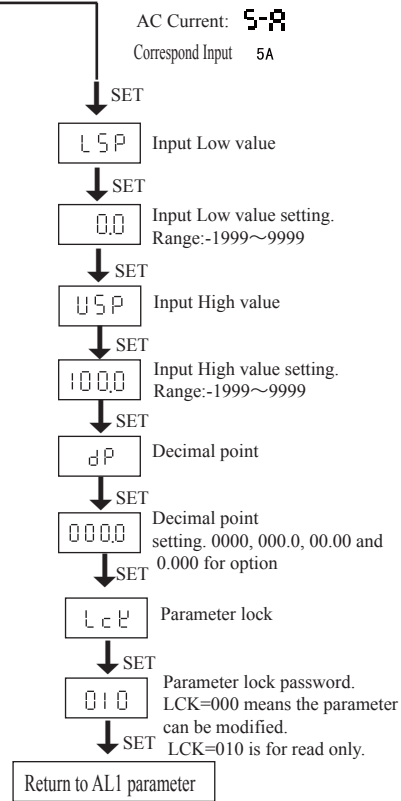 AC Current: 5-A
Correspond Input 5A
SET
LSP Input Low value
SET
0.0 Input Low value setting.
Range:-1999～9999
SET
USP Input High value
SET
100.0 Input High value setting.
Range:-1999～9999
SET
dP Decimal point
SET
000.0 Decimal point
setting. 0000, 000.0, 00.00 and
0.000 for option
SET
LcK Parameter lock
SET
010 Parameter lock password.
LCK=000 means the parameter
can be modified.
LCK=010 is for read only.
SET
Return to AL1 parameter